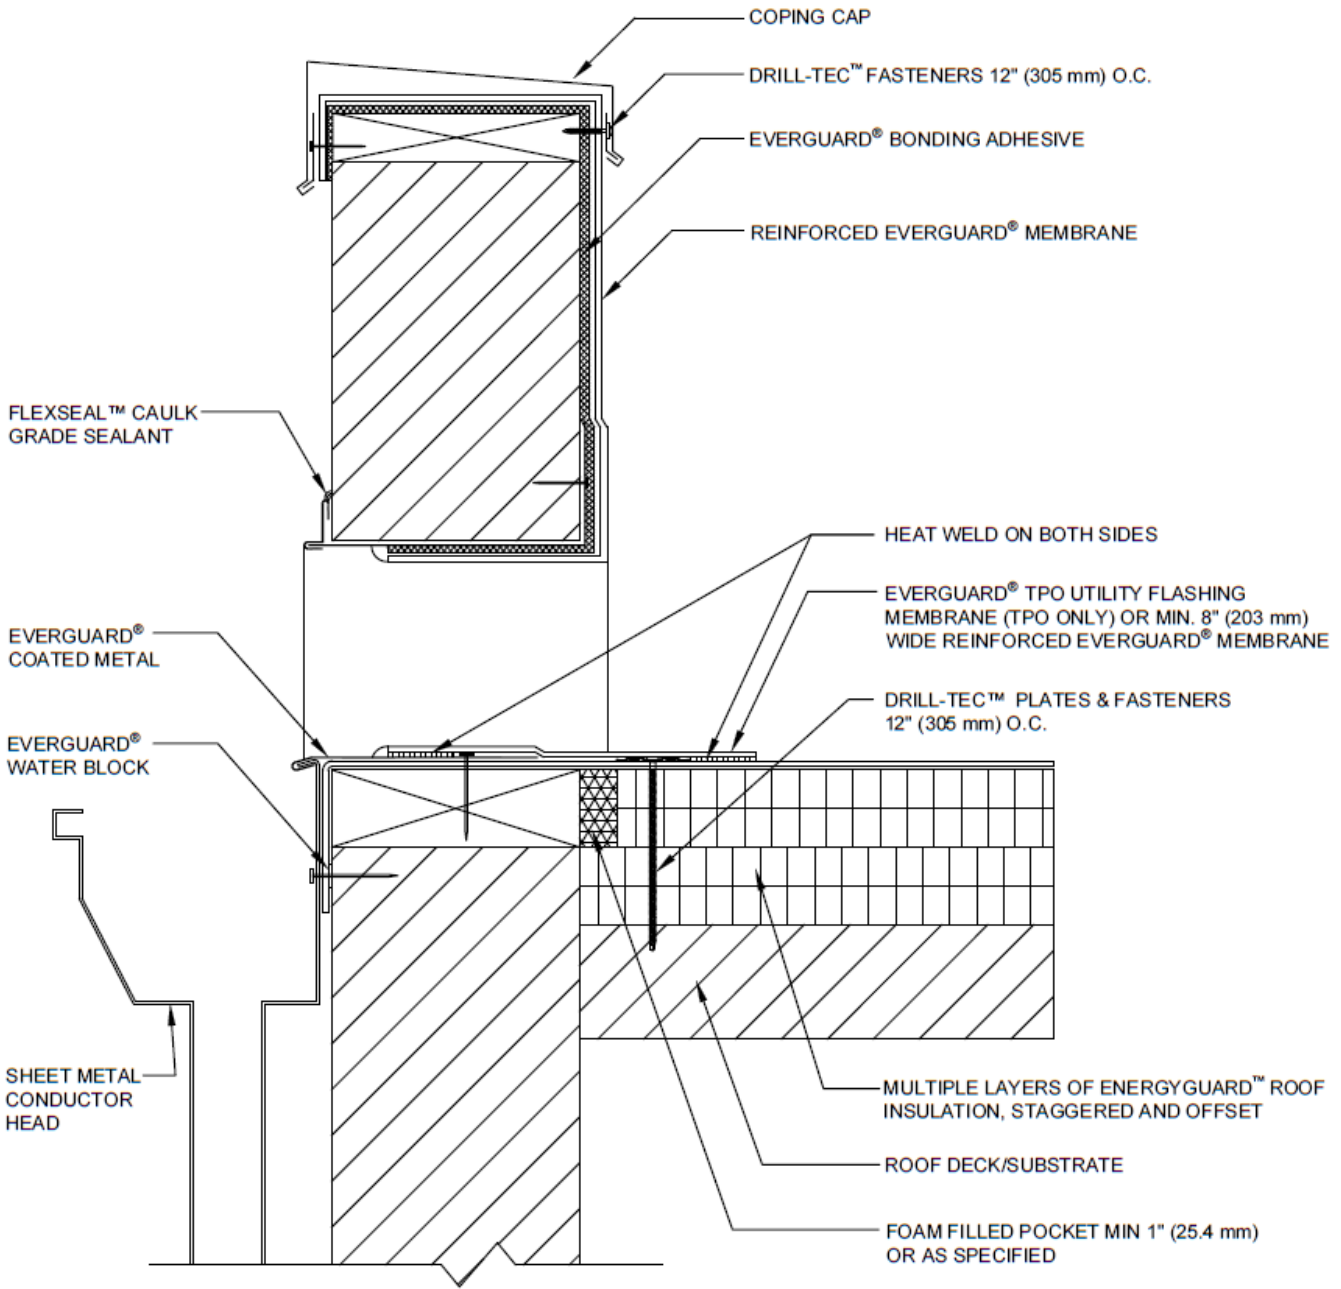 COPING CAP
DRILL-TEC™ FASTENERS 12" (305 mm) O.C.
EVERGUARD® BONDING ADHESIVE
REINFORCED EVERGUARD® MEMBRANE
FLEXSEAL™ CAULK
GRADE SEALANT
HEAT WELD ON BOTH SIDES
EVERGUARD® TPO UTILITY FLASHING
MEMBRANE (TPO ONLY) OR MIN. 8" (203 mm)
WIDE REINFORCED EVERGUARD® MEMBRANE
EVERGUARD®
COATED METAL
DRILL-TEC™ PLATES & FASTENERS
12" (305 mm) O.C.
EVERGUARD®
WATER BLOCK
SHEET METAL
CONDUCTOR
HEAD
MULTIPLE LAYERS OF ENERGYGUARD™ ROOF
INSULATION, STAGGERED AND OFFSET
ROOF DECK/SUBSTRATE
FOAM FILLED POCKET MIN 1" (25.4 mm)
OR AS SPECIFIED